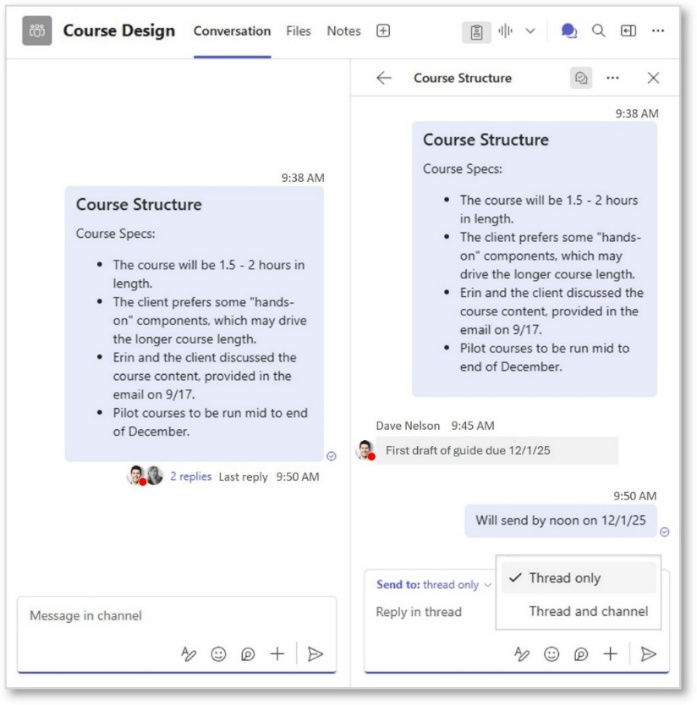 Course Design Conversation Files Notes
9:38 AM
Course Structure
Course Specs:
• The course will be 1.5 - 2 hours in
length.
• The client prefers some "hands-
on" components, which may drive
the longer course length.
• Erin and the client discussed the
course content, provided in the
email on 9/17.
• Pilot courses to be run mid to end
of December.
2 replies Last reply 9:50 AM
Message in channel
Course Structure
9:38 AM
Course Structure
Course Specs:
• The course will be 1.5 - 2 hours
in length.
• The client prefers some "hands-
on" components, which may
drive the longer course length.
• Erin and the client discussed the
course content, provided in the
email on 9/17.
• Pilot courses to be run mid to
end of December.
Dave Nelson 9:45 AM
First draft of guide due 12/1/25
9:50 AM
Will send by noon on 12/1/25
Send to: thread only
Thread only
Thread and channel
Reply in thread